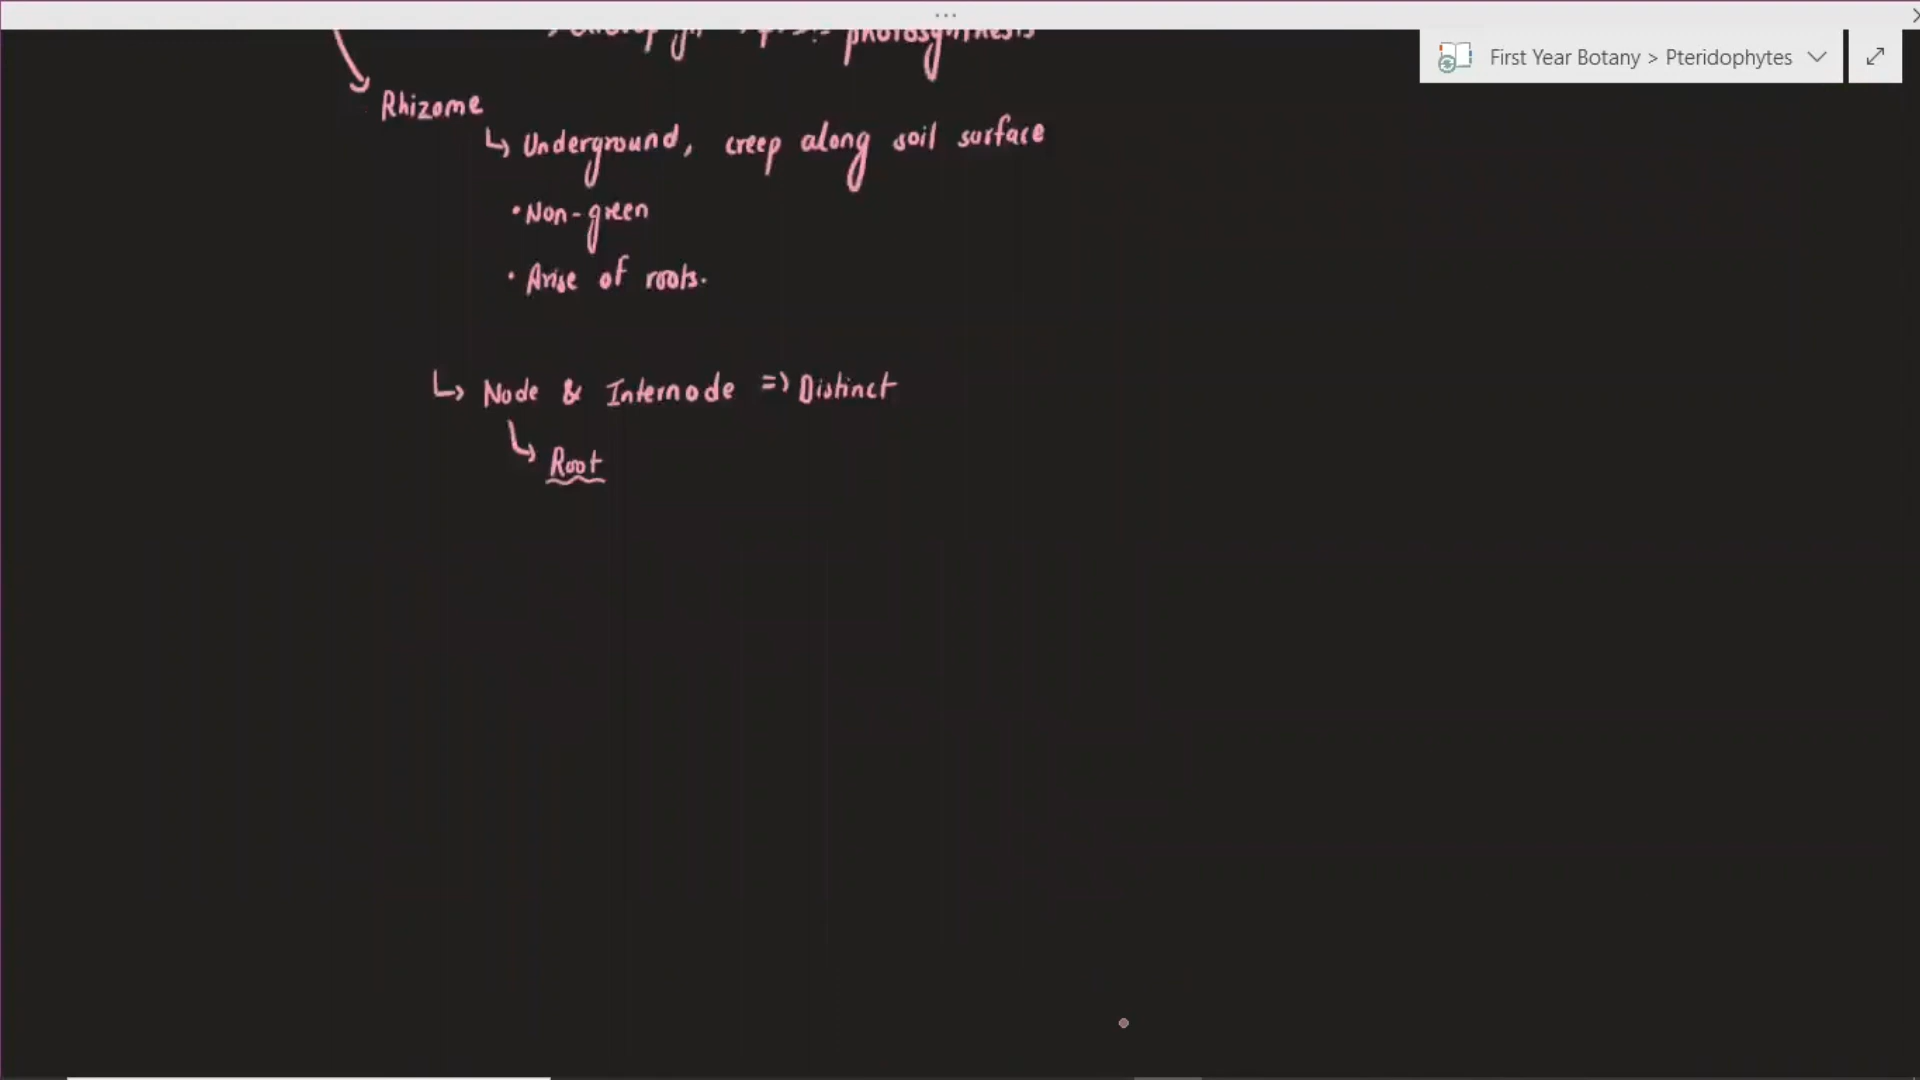 photosynthesis
First Year Botany > Pteridophytes
Rhizome
↳ Underground, creep along soil surface
• Non-green
• Arise of roots.
↳ Node & Internode => Distinct
↳ Root